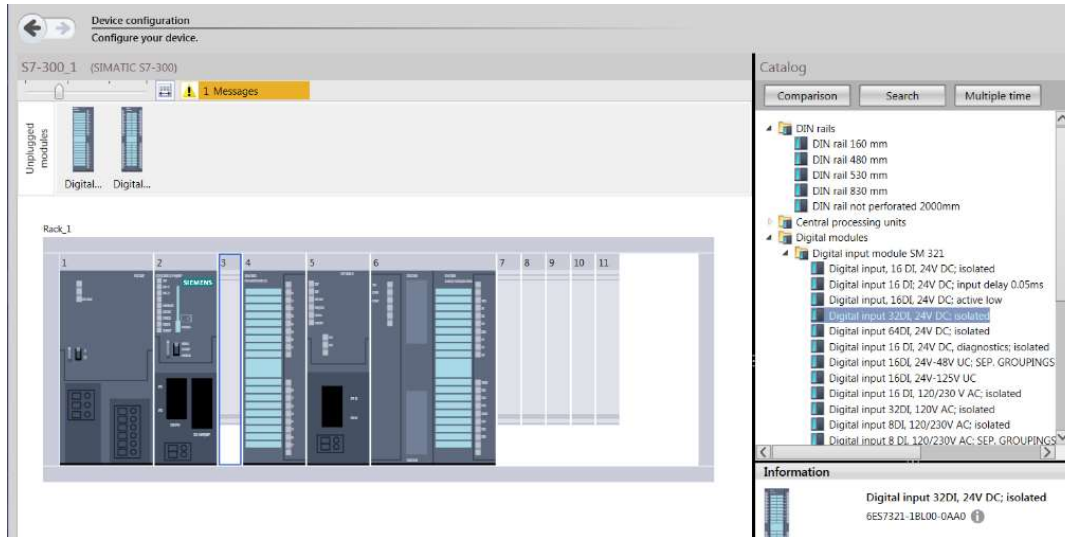 Device configuration
Configure your device.
S7-300_1 (SIMATIC S7-300)
1 Messages
Unplugged
modules
Digital... Digital...
Rack_1
1 2 3 4 5 6 7 8 9 10 11
SIEMENS
Catalog
Comparison Search Multiple time
DIN rails
DIN rail 160 mm
DIN rail 480 mm
DIN rail 530 mm
DIN rail 830 mm
DIN rail not perforated 2000mm
Central processing units
Digital modules
Digital input module SM 321
Digital input, 16 DI, 24V DC; isolated
Digital input 16 DI; 24V DC; input delay 0.05ms
Digital input, 16DI, 24V DC; active low
Digital input 32DI, 24V DC; isolated
Digital input 64DI, 24V DC; isolated
Digital input 16 DI, 24V DC, diagnostics; isolated
Digital input 16DI, 24V-48V UC; SEP. GROUPINGS
Digital input 16DI, 24V-125V UC
Digital input 16 DI, 120/230 V AC; isolated
Digital input 32DI, 120V AC; isolated
Digital input 8DI, 120/230V AC; isolated
Digital input 8 DI, 120/230V AC; SEP. GROUPINGS
Information
Digital input 32DI, 24V DC; isolated
6ES7321-1BL00-0AA0